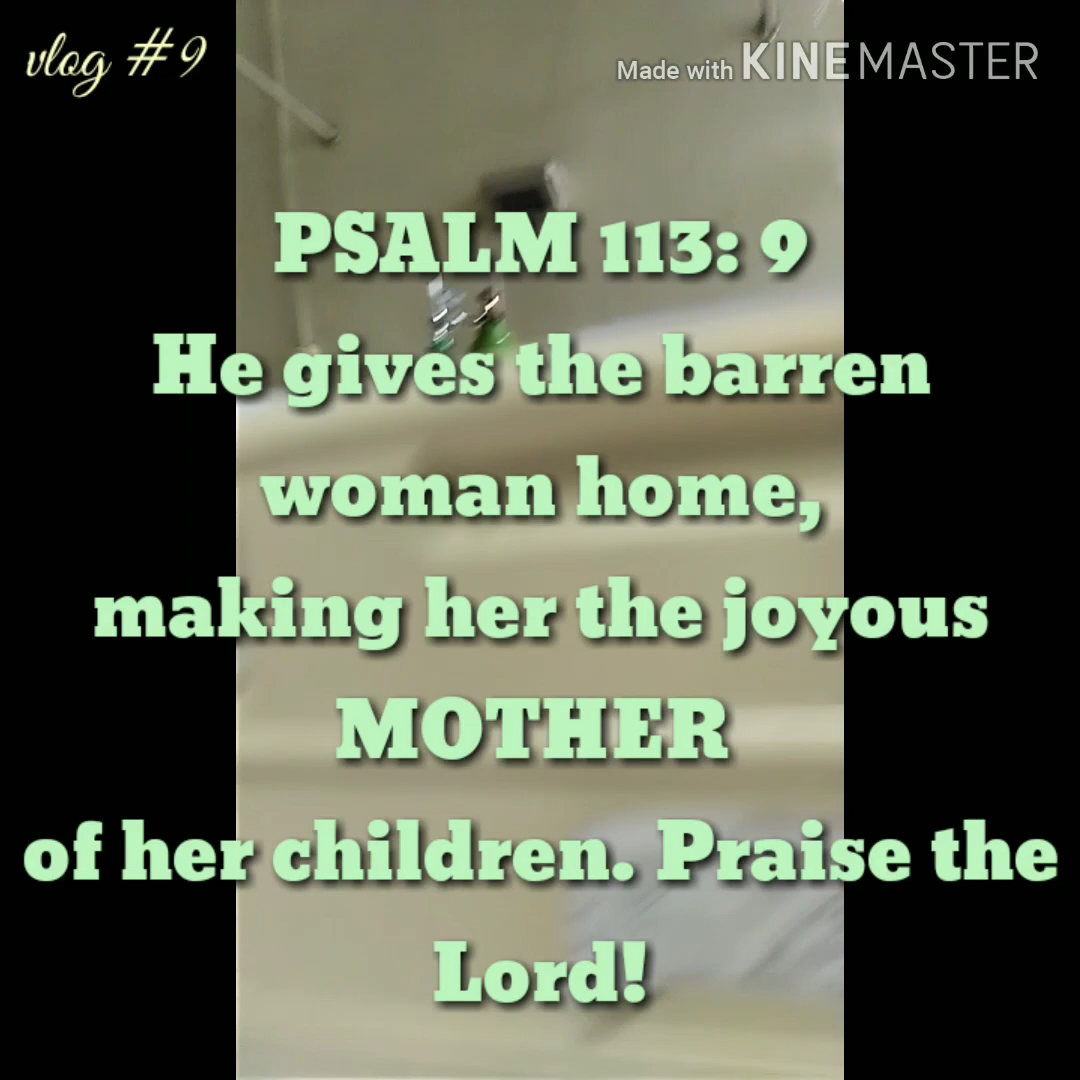 vlog #9
Made with KINEMASTER
PSALM 113: 9
He gives the barren
woman home,
making her the joyous
MOTHER
of her children. Praise the
Lord!